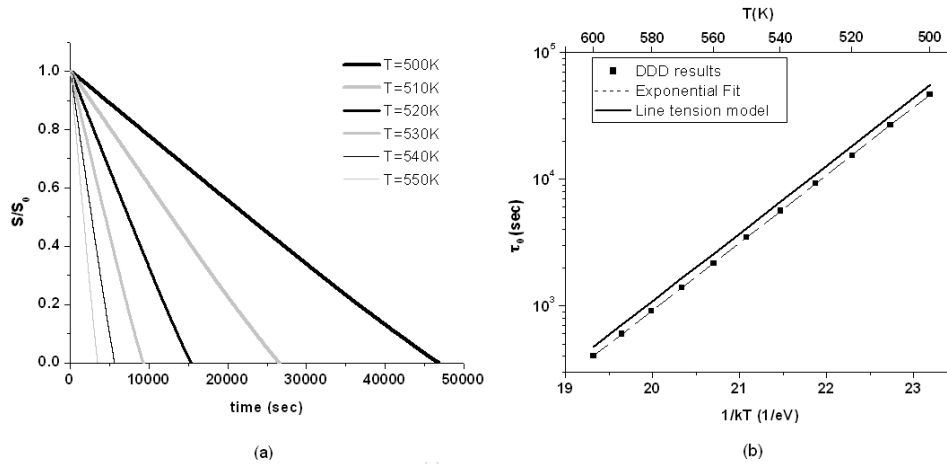 1.0
0.8
0.6
0.4
0.2
0.0
S/S0
0 10000 20000 30000 40000 50000
time (sec)
T=500K
T=510K
T=520K
T=530K
T=540K
T=550K
(a)
T(K)
600 580 560 540 520 500
10^5
10^4
10^3
τ0 (sec)
DDD results
Exponential Fit
Line tension model
19 20 21 22 23
1/kT (1/eV)
(b)